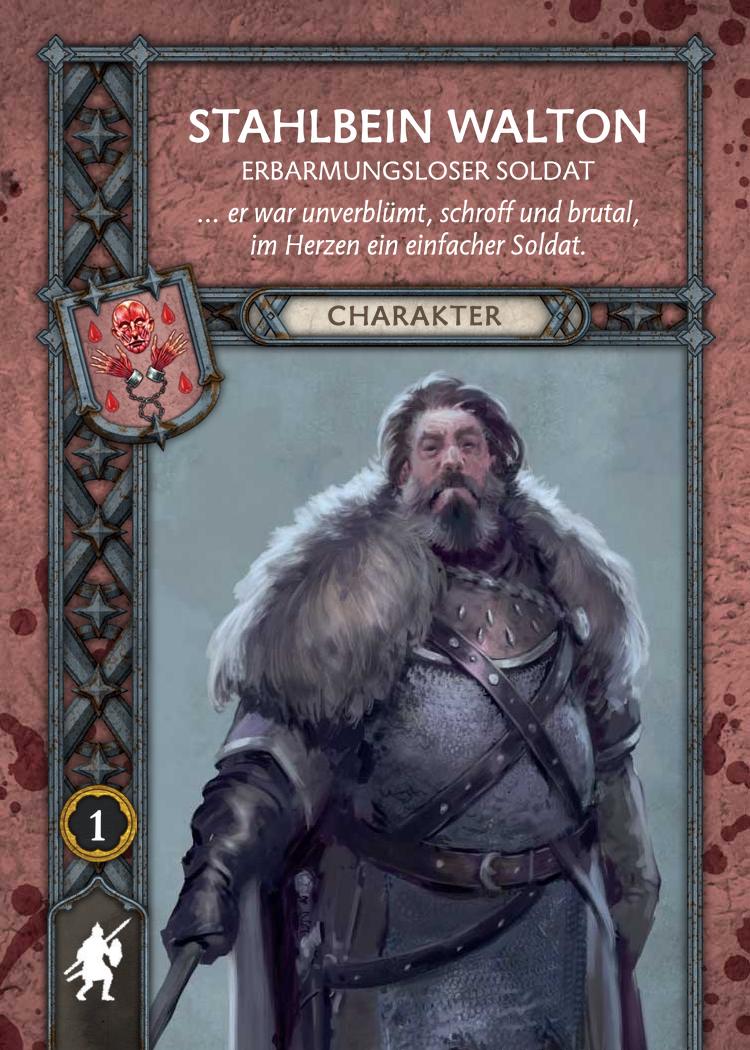 STAHLBEIN WALTON
ERBARMUNGSLOSER SOLDAT
... er war unverblümt, schroff und brutal,
im Herzen ein einfacher Soldat.
CHARAKTER
1